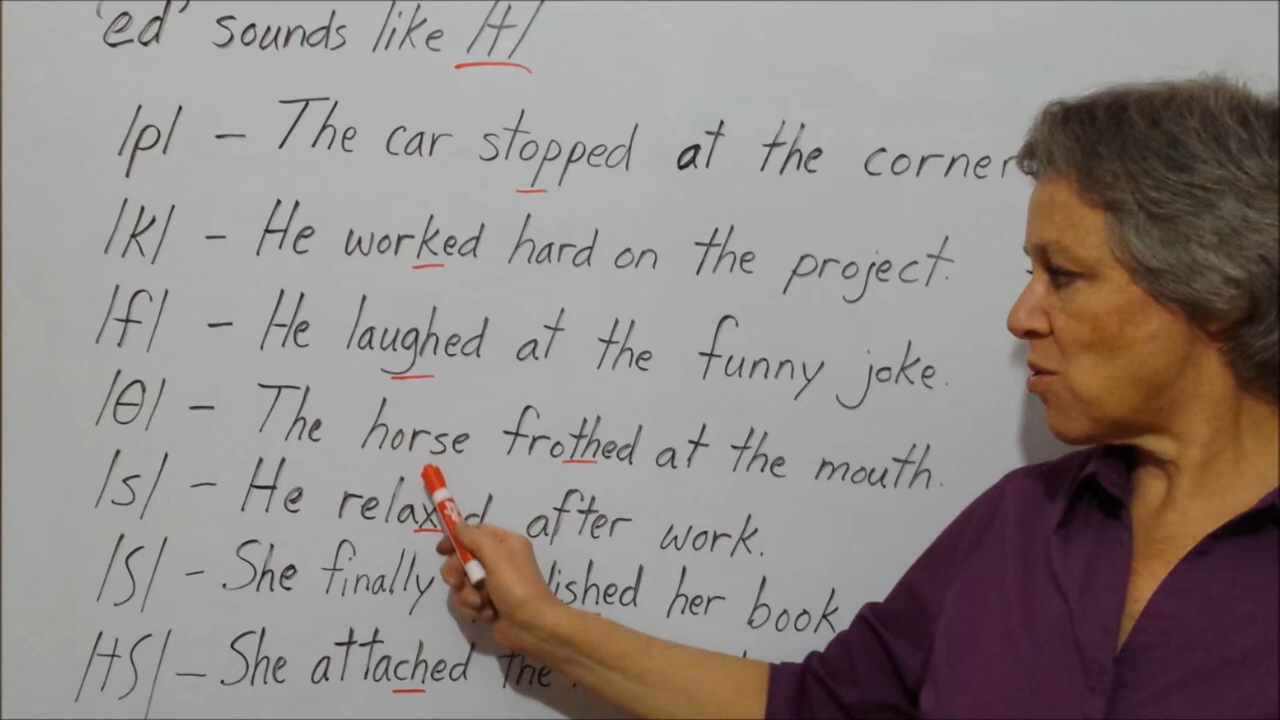 'ed' sounds like /t/
/p/ - The car stopped at the corner
/k/ - He worked hard on the project.
/f/ - He laughed at the funny joke.
/θ/ - The horse frothed at the mouth.
/s/ - He relaxed after work.
/ʃ/ - She finally lished her book
/tʃ/ - She attached the